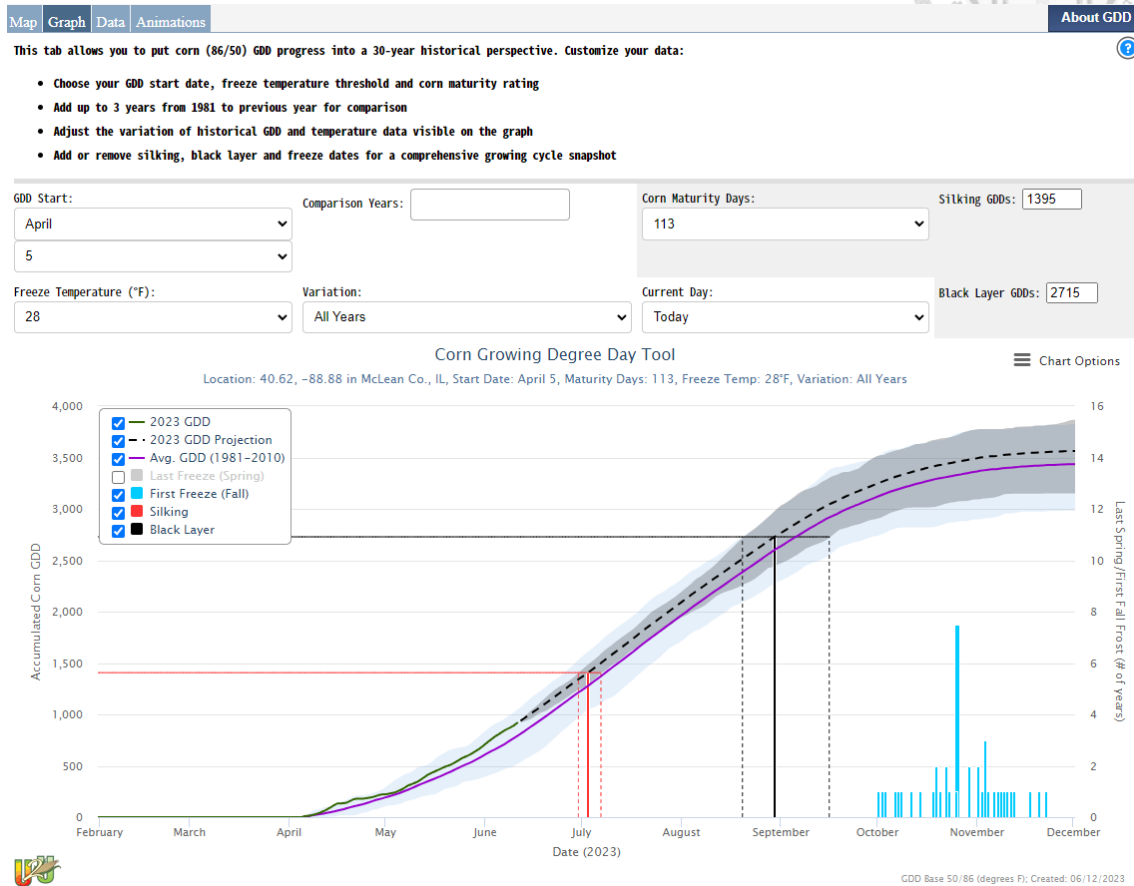 Map Graph Data Animations
About GDD
This tab allows you to put corn (86/50) GDD progress into a 30-year historical perspective. Customize your data:
?
• Choose your GDD start date, freeze temperature threshold and corn maturity rating
• Add up to 3 years from 1981 to previous year for comparison
• Adjust the variation of historical GDD and temperature data visible on the graph
• Add or remove silking, black layer and freeze dates for a comprehensive growing cycle snapshot
GDD Start:
April
5
Comparison Years:
Corn Maturity Days:
113
Silking GDDs: 1395
Freeze Temperature (°F):
28
Variation:
All Years
Current Day:
Today
Black Layer GDDs: 2715
Corn Growing Degree Day Tool
Chart Options
Location: 40.62, -88.88 in McLean Co., IL, Start Date: April 5, Maturity Days: 113, Freeze Temp: 28°F, Variation: All Years
2023 GDD
2023 GDD Projection
Avg. GDD (1981-2010)
Last Freeze (Spring)
First Freeze (Fall)
Silking
Black Layer
Accumulated Corn GDD
4,000
3,500
3,000
2,500
2,000
1,500
1,000
500
0
16
14
12
10
8
6
4
2
0
Last Spring/First Fall Frost (# of years)
February March April May June July August September October November December
Date (2023)
U2U
GDD Base 50/86 (degrees F); Created: 06/12/2023